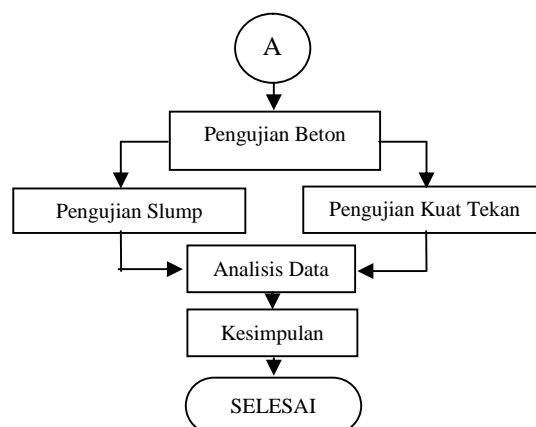 A
Pengujian Beton
Pengujian Slump
Pengujian Kuat Tekan
Analisis Data
Kesimpulan
SELESAI